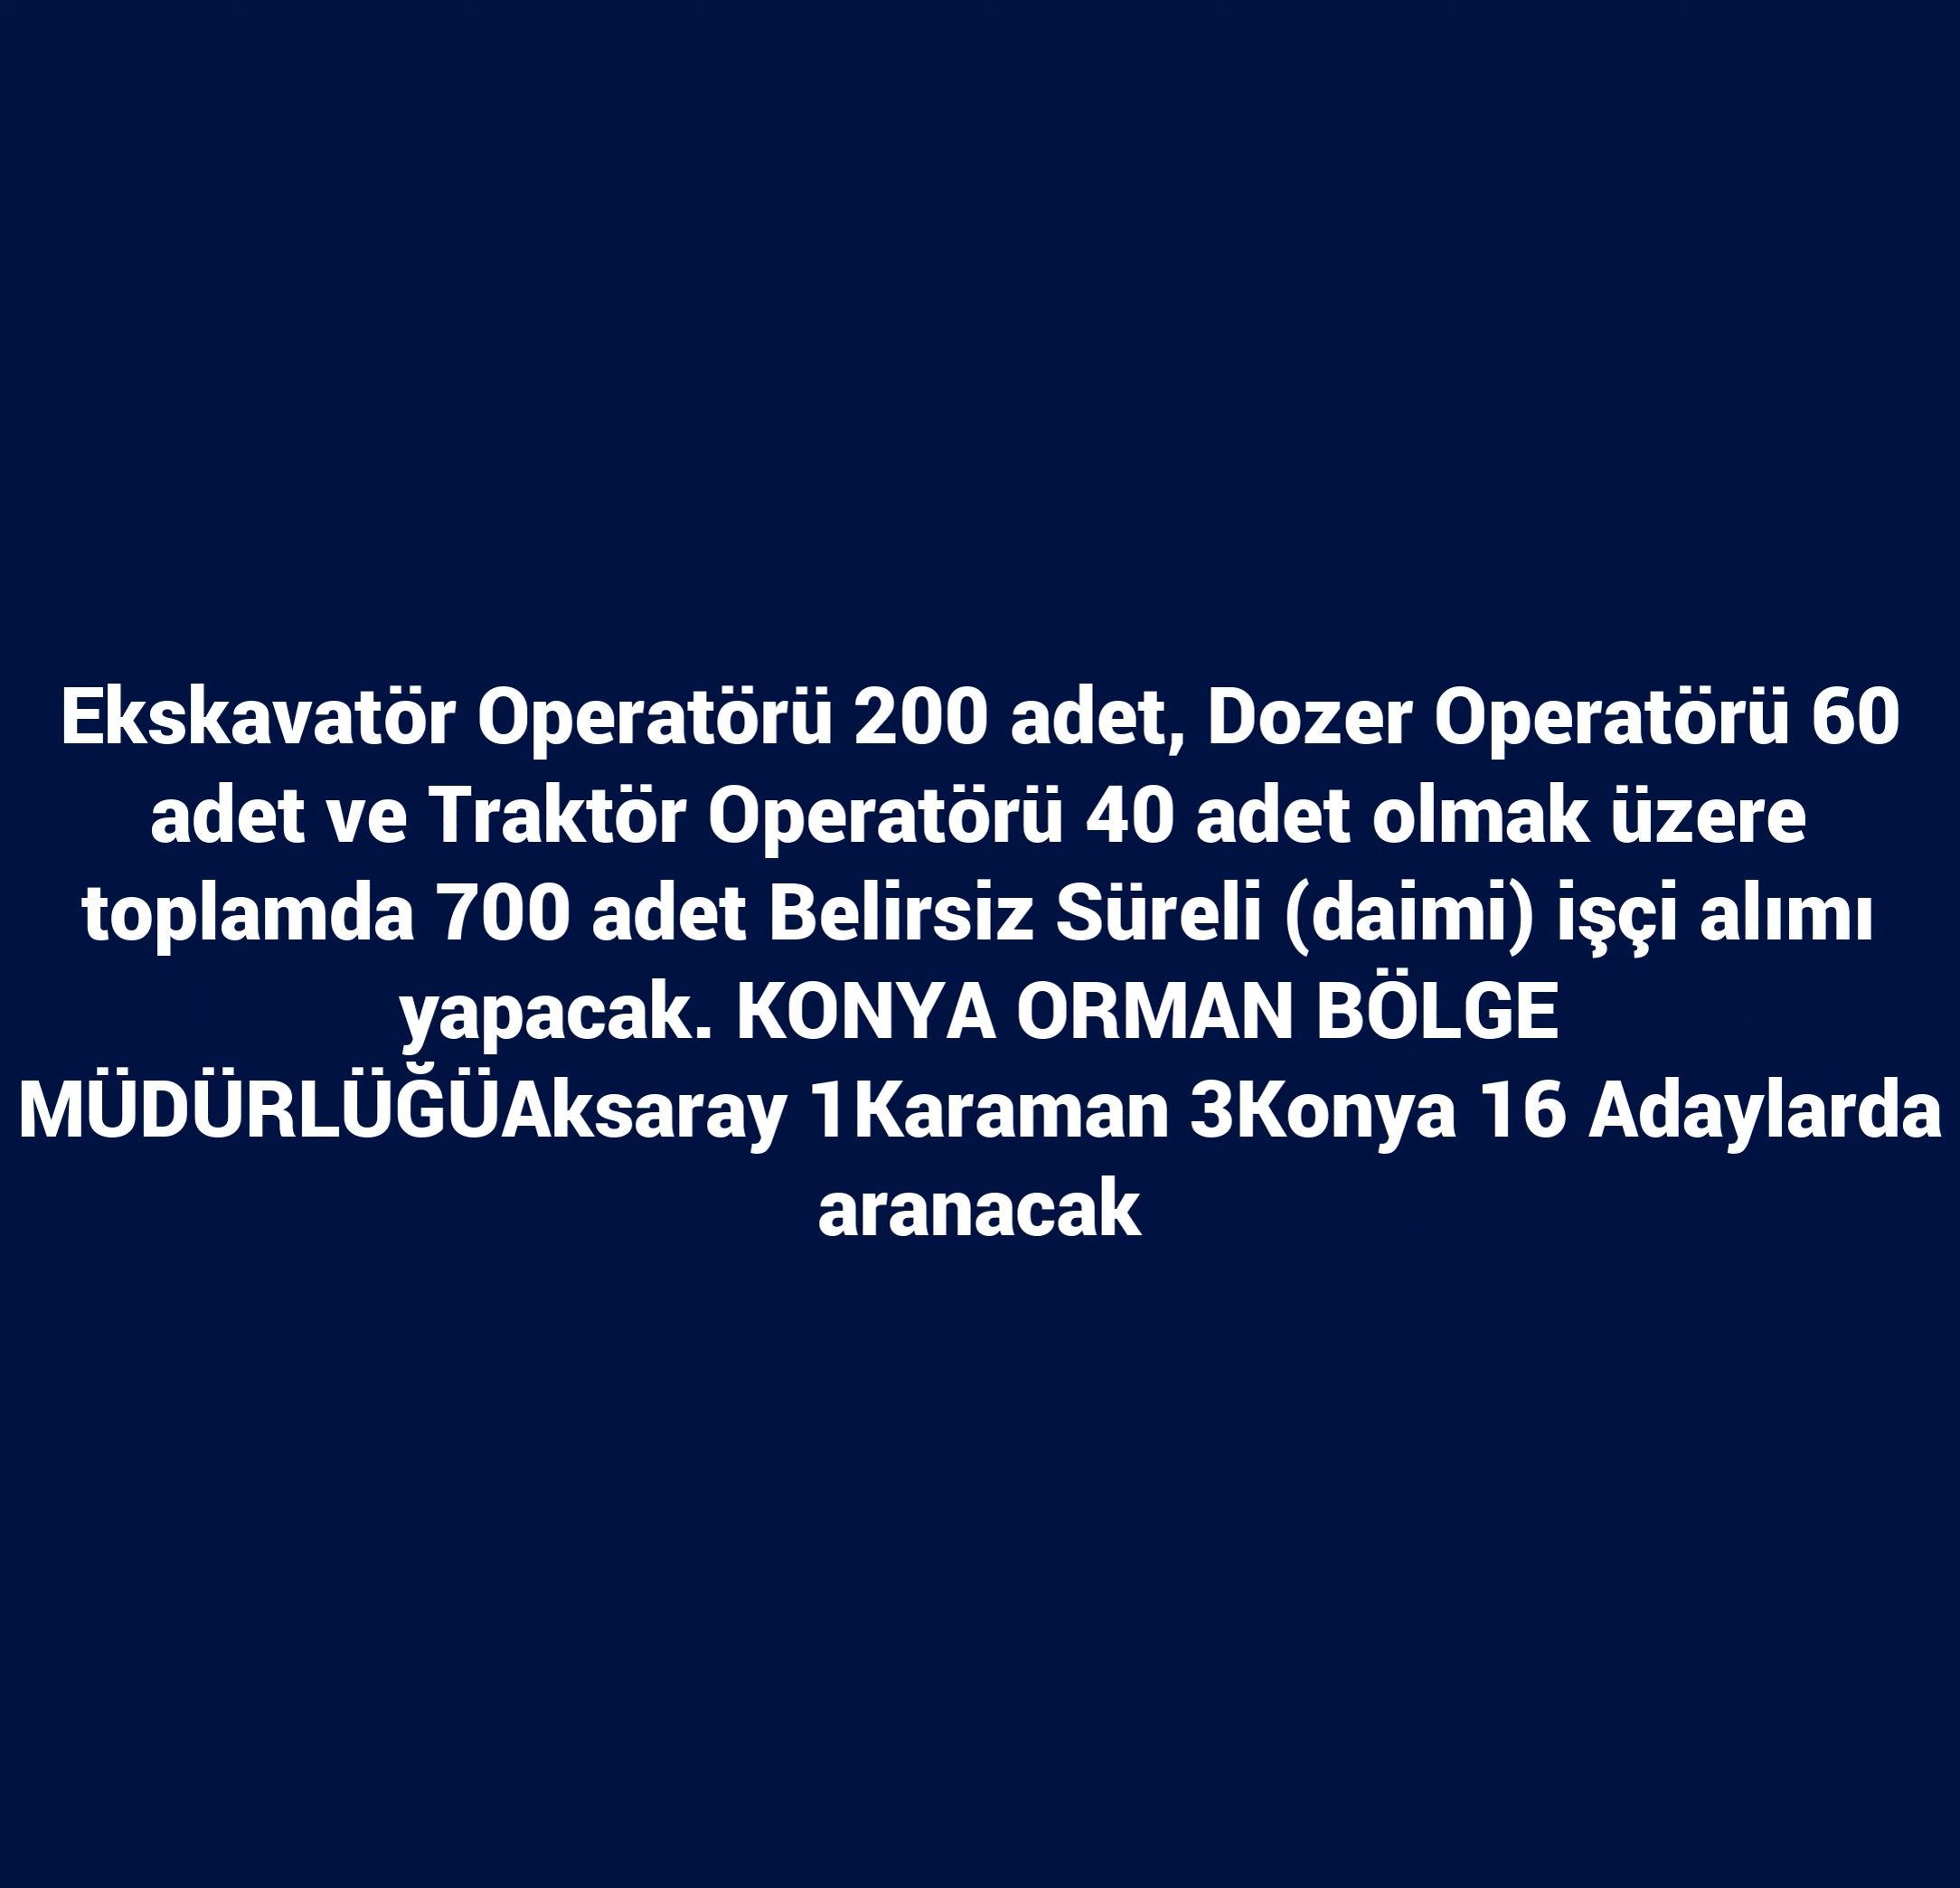 Ekskavatör Operatörü 200 adet, Dozer Operatörü 60
adet ve Traktör Operatörü 40 adet olmak üzere
toplamda 700 adet Belirsiz Süreli (daimi) işçi alımı
yapacak. KONYA ORMAN BÖLGE
MÜDÜRLÜĞÜAksaray 1Karaman 3Konya 16 Adaylarda
aranacak